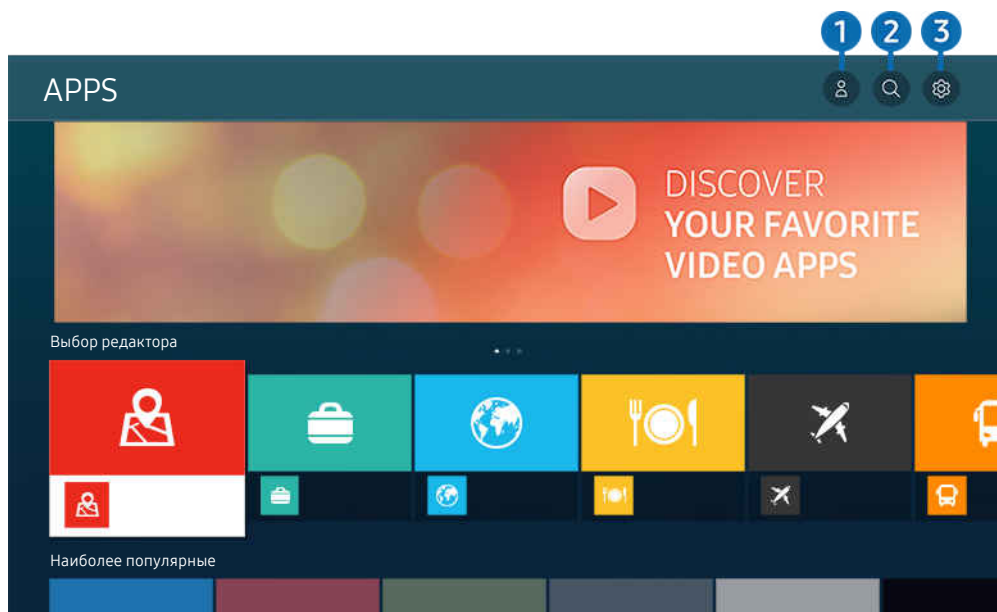 1 2 3
APPS
DISCOVER
YOUR FAVORITE
VIDEO APPS
Выбор редактора
Наиболее популярные